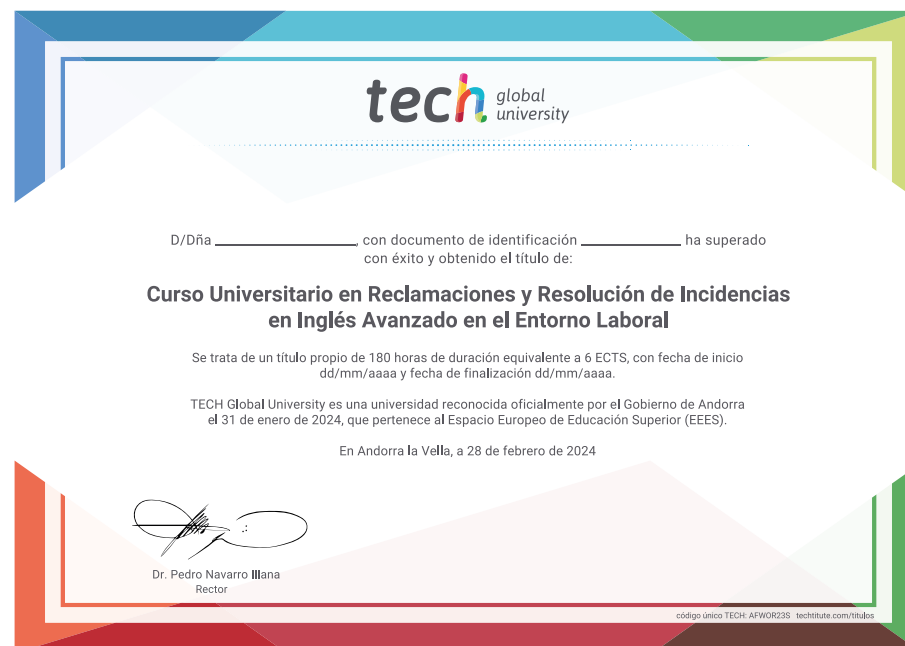 tech global university
D/Dña ____________, con documento de identificación ____________ ha superado
con éxito y obtenido el título de:
Curso Universitario en Reclamaciones y Resolución de Incidencias
en Inglés Avanzado en el Entorno Laboral
Se trata de un título propio de 180 horas de duración equivalente a 6 ECTS, con fecha de inicio
dd/mm/aaaa y fecha de finalización dd/mm/aaaa.
TECH Global University es una universidad reconocida oficialmente por el Gobierno de Andorra
el 31 de enero de 2024, que pertenece al Espacio Europeo de Educación Superior (EEES).
En Andorra la Vella, a 28 de febrero de 2024
Dr. Pedro Navarro Illana
Rector
código único TECH: AFWOR23S techtitute.com/titulos